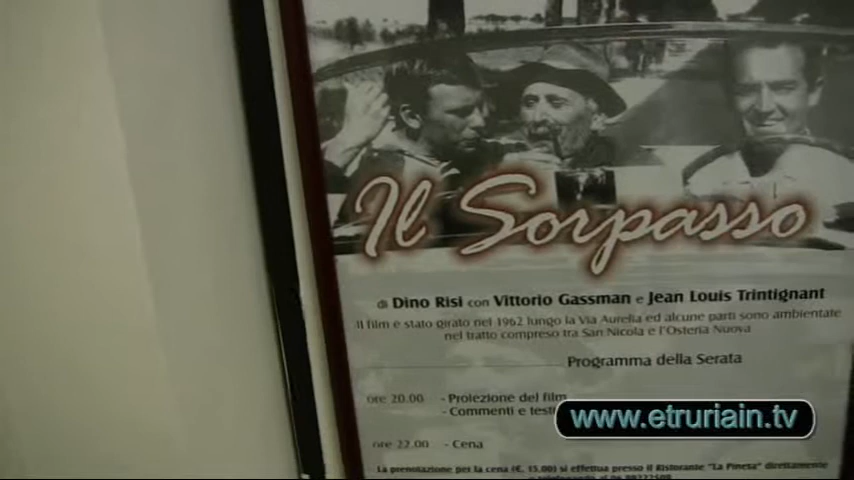 Il Sorpasso
di Dino Risi con Vittorio Gassman e Jean Louis Trintignant
Il film e stato girato nel 1962 lungo la Via Aurelia ed alcune parti sono ambientate
nel tratto compreso tra San Nicola e l'Osteria Nuova
Programma della Serata
ore 20.00 - Proiezione del film
- Commenti e
www.etruriain.tv
ore 22.00 - Cena
La prenotazione per la cena (€. 15,00) si effettua presso il Ristorante "La Pineta" direttamente